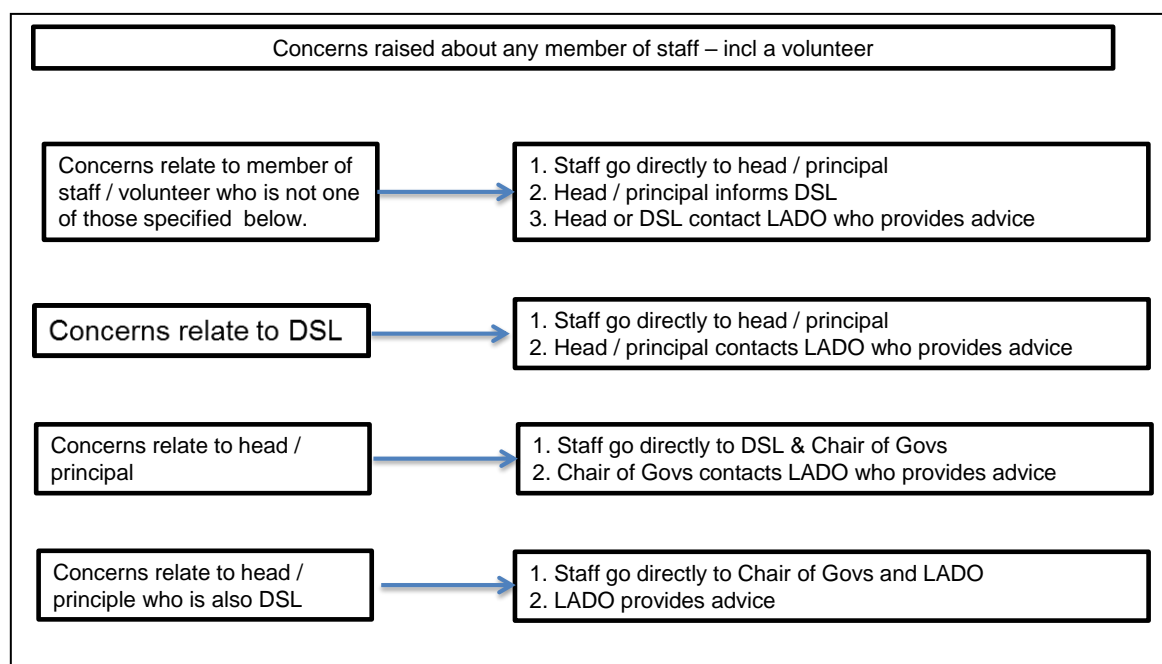 Concerns raised about any member of staff – incl a volunteer
Concerns relate to member of
staff / volunteer who is not one
of those specified below.
1. Staff go directly to head / principal
2. Head / principal informs DSL
3. Head or DSL contact LADO who provides advice
Concerns relate to DSL
1. Staff go directly to head / principal
2. Head / principal contacts LADO who provides advice
Concerns relate to head /
principal
1. Staff go directly to DSL & Chair of Govs
2. Chair of Govs contacts LADO who provides advice
Concerns relate to head /
principle who is also DSL
1. Staff go directly to Chair of Govs and LADO
2. LADO provides advice